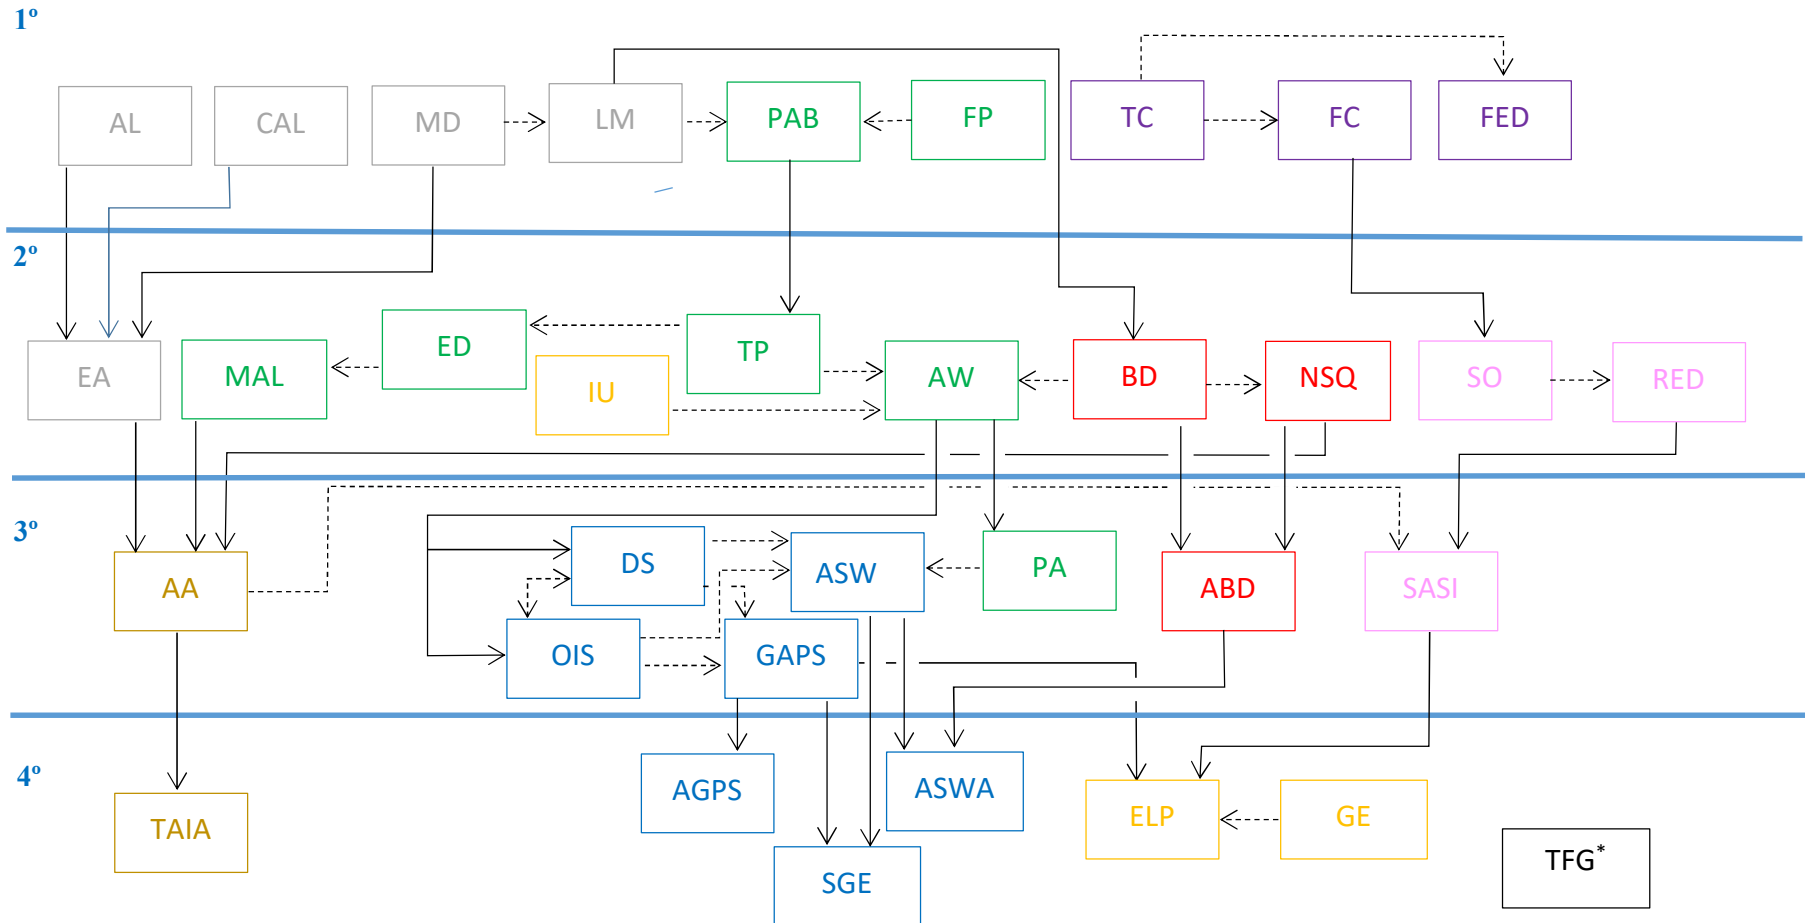 1º
AL CAL MD LM PAB FP TC FC FED
2º
EA MAL ED IU TP AW BD NSQ SO RED
3º
AA DS OIS ASW GAPS PA ABD SASI
4º
TAIA AGPS SGE ASWA ELP GE TFG*